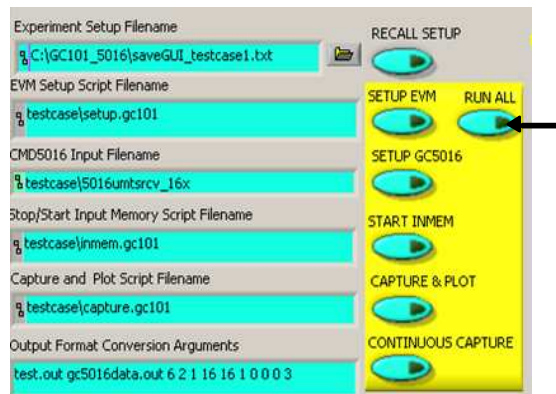 Experiment Setup Filename
RECALL SETUP
C:\GC101_5016\saveGUI_testcase1.txt
EVM Setup Script Filename
SETUP EVM RUN ALL
testcase\setup.gc101
CMD5016 Input Filename
SETUP GC5016
testcase\5016umtsrcv_16x
Stop/Start Input Memory Script Filename
START INMEM
testcase\inmem.gc101
Capture and Plot Script Filename
CAPTURE & PLOT
testcase\capture.gc101
Output Format Conversion Arguments
CONTINUOUS CAPTURE
test.out gc5016data.out 6 2 1 16 16 1 0 0 0 3